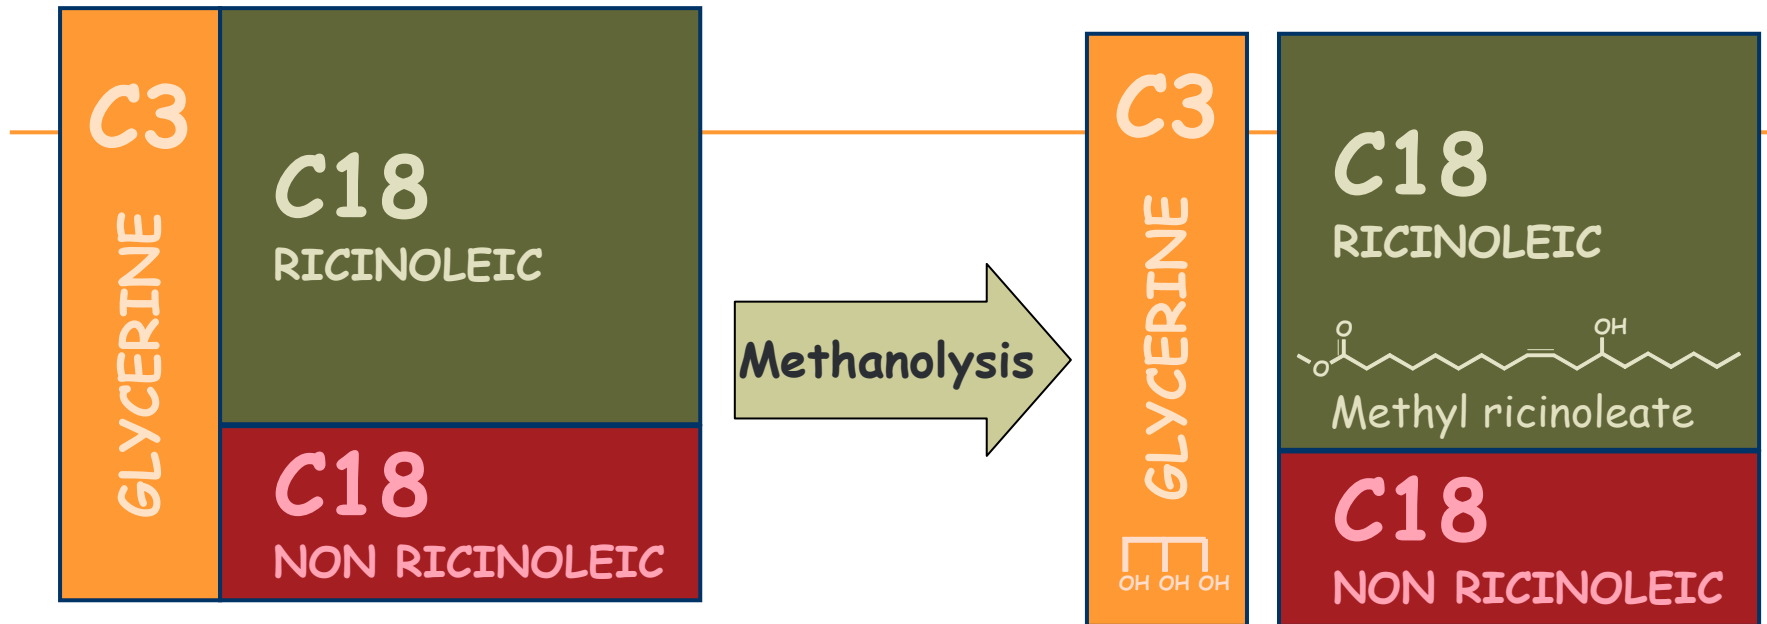 C3
GLYCERINE
C18
RICINOLEIC
C18
NON RICINOLEIC
Methanolysis
C3
GLYCERINE
OH OH OH
C18
RICINOLEIC
O
OH
O
Methyl ricinoleate
C18
NON RICINOLEIC